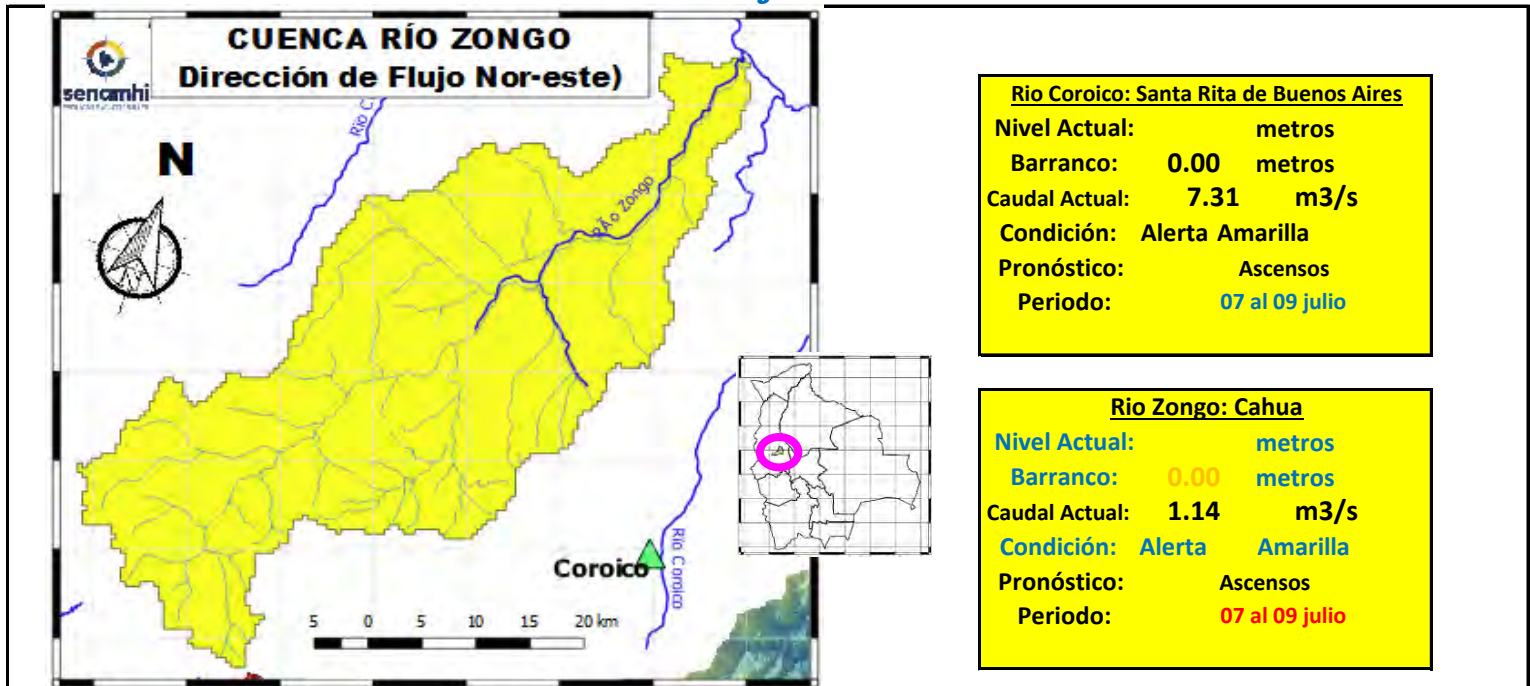 CUENCA RÍO ZONGO
Dirección de Flujo Nor-este)
senamhi
N
Río C
RÃ­o Zongo
Coroico
Río Coroico
5 0 5 10 15 20 km
Rio Coroico: Santa Rita de Buenos Aires
Nivel Actual: metros
Barranco: 0.00 metros
Caudal Actual: 7.31 m3/s
Condición: Alerta Amarilla
Pronóstico: Ascensos
Periodo: 07 al 09 julio
Rio Zongo: Cahua
Nivel Actual: metros
Barranco: 0.00 metros
Caudal Actual: 1.14 m3/s
Condición: Alerta Amarilla
Pronóstico: Ascensos
Periodo: 07 al 09 julio